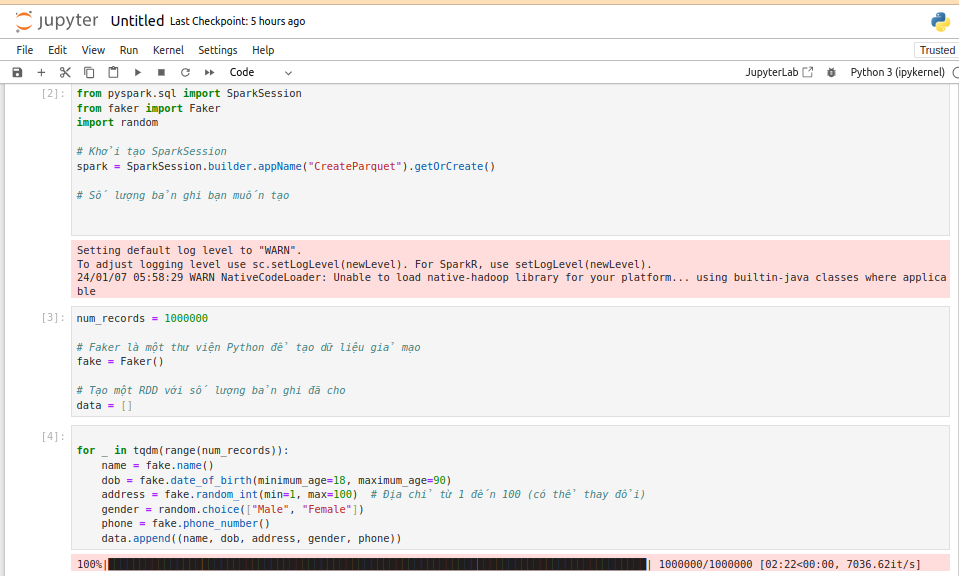 jupyter Untitled Last Checkpoint: 5 hours ago
File Edit View Run Kernel Settings Help Trusted
Code JupyterLab Python 3 (ipykernel)
[2]: from pyspark.sql import SparkSession
from faker import Faker
import random
# Khởi tạo SparkSession
spark = SparkSession.builder.appName("CreateParquet").getOrCreate()
# Số lượng bản ghi bạn muốn tạo
Setting default log level to "WARN".
To adjust logging level use sc.setLogLevel(newLevel). For SparkR, use setLogLevel(newLevel).
24/01/07 05:58:29 WARN NativeCodeLoader: Unable to load native-hadoop library for your platform... using builtin-java classes where applica
ble
[3]: num_records = 1000000
# Faker là một thư viện Python để tạo dữ liệu giả mạo
fake = Faker()
# Tạo một RDD với số lượng bản ghi đã cho
data = []
[4]:
for _ in tqdm(range(num_records)):
    name = fake.name()
    dob = fake.date_of_birth(minimum_age=18, maximum_age=90)
    address = fake.random_int(min=1, max=100)  # Địa chỉ từ 1 đến 100 (có thể thay đổi)
    gender = random.choice(["Male", "Female"])
    phone = fake.phone_number()
    data.append((name, dob, address, gender, phone))
100%| | 1000000/1000000 [02:22<00:00, 7036.62it/s]